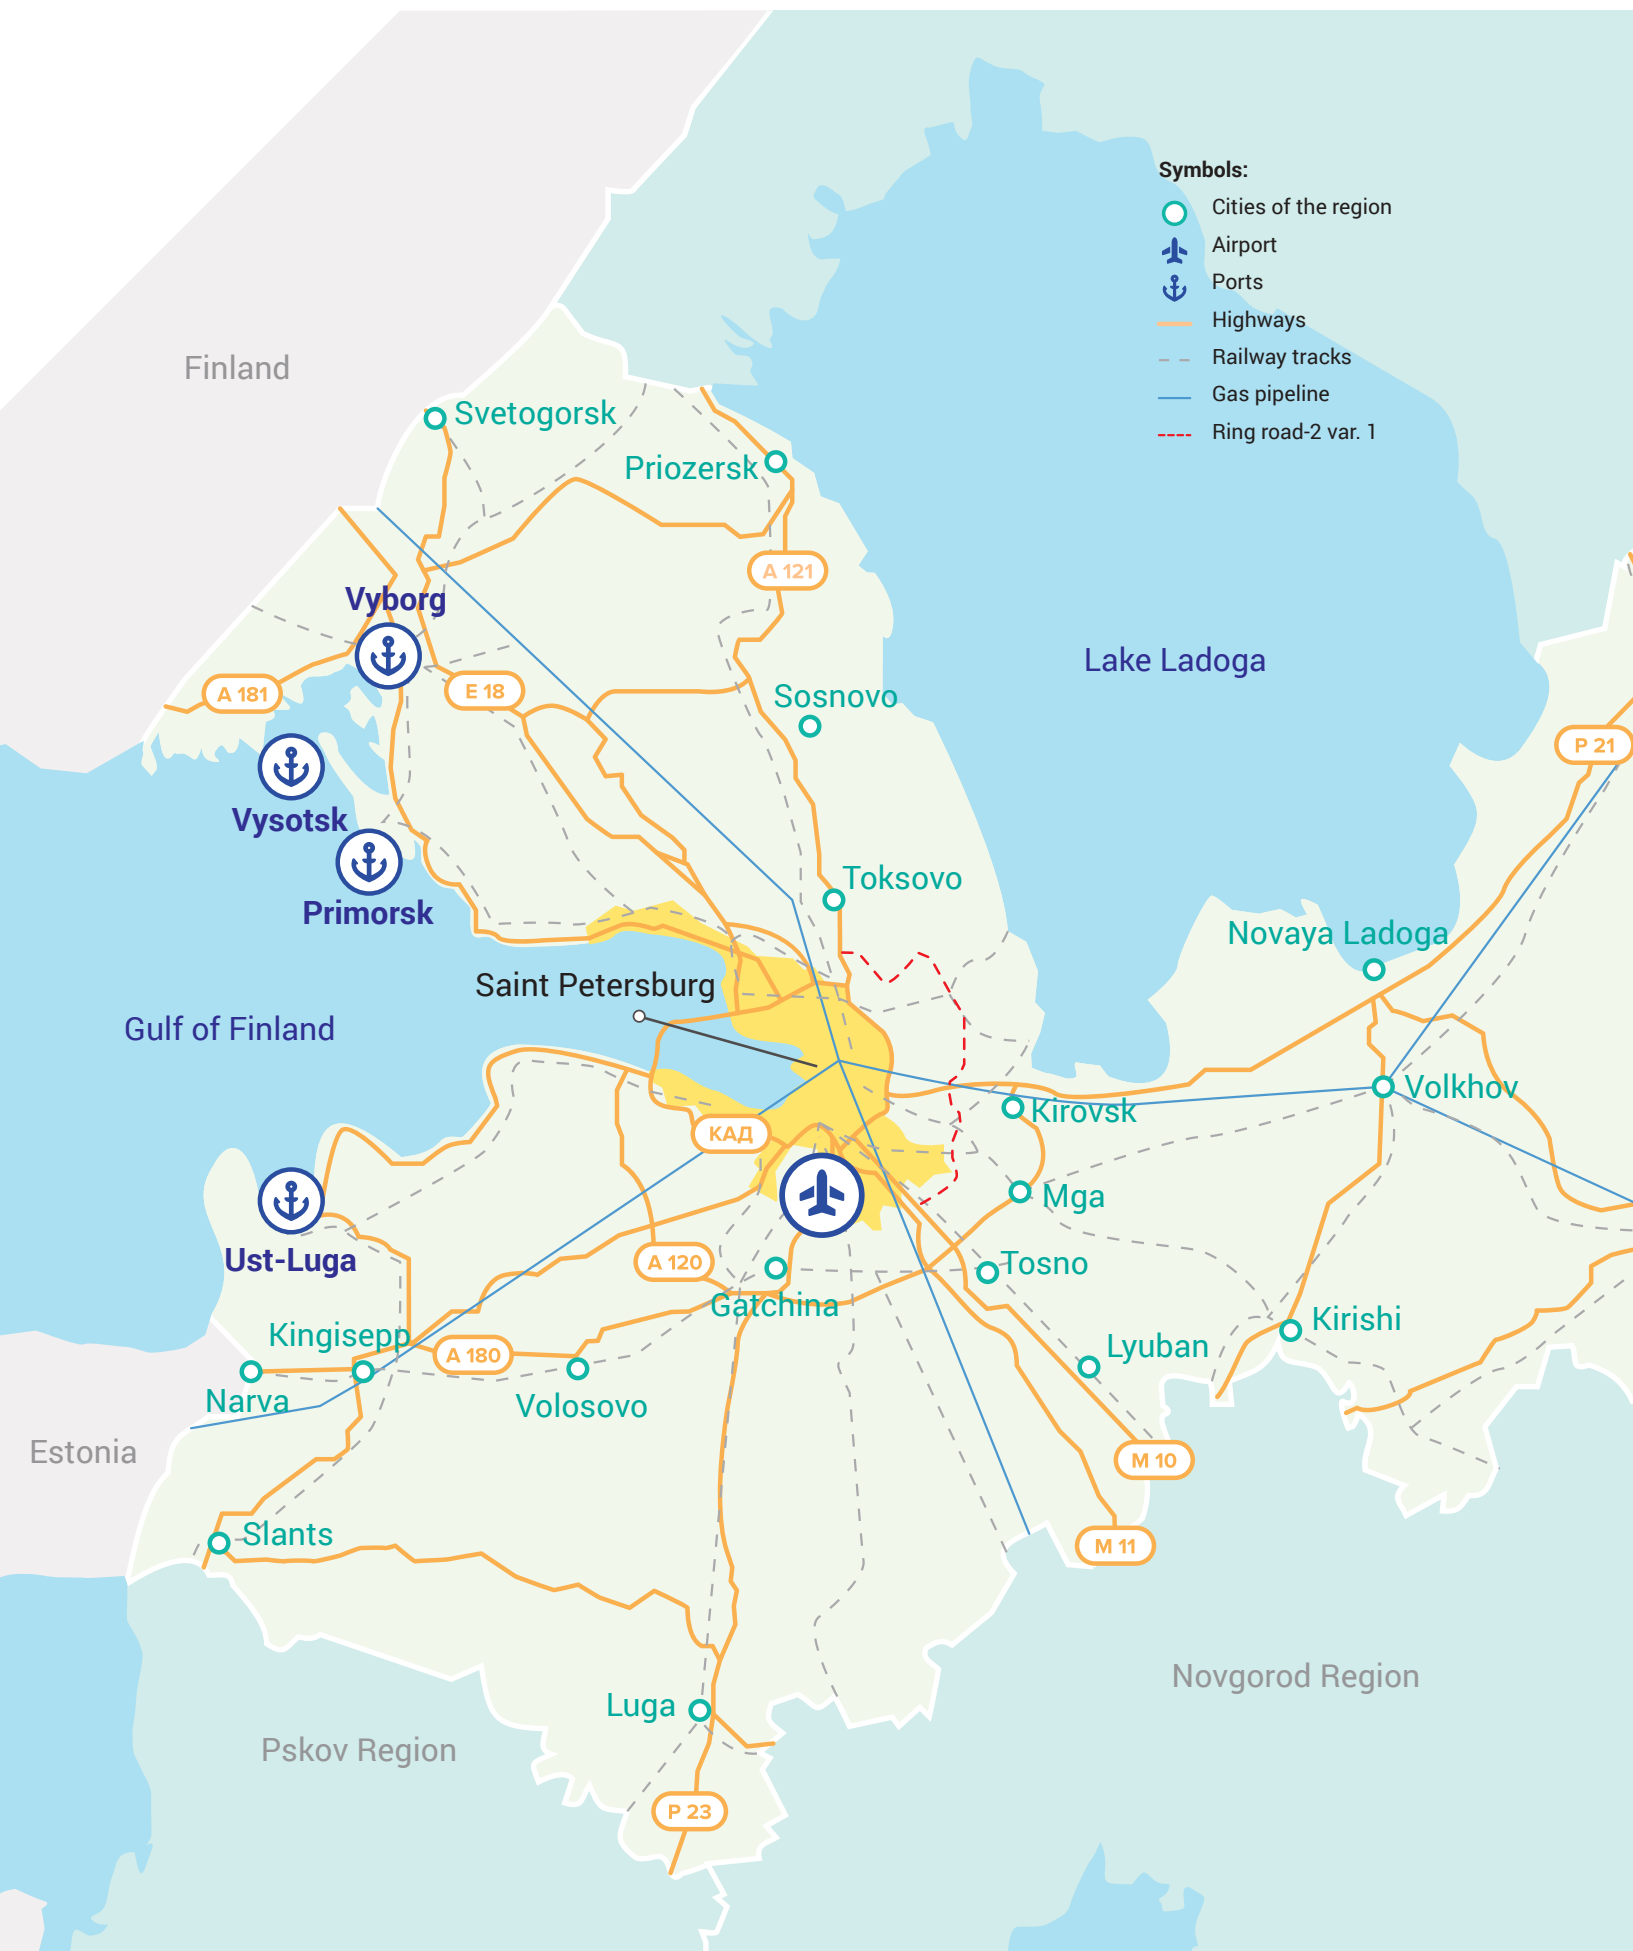 Symbols:
Cities of the region
Airport
Ports
Highways
Railway tracks
Gas pipeline
Ring road-2 var. 1
Finland
Svetogorsk
Priozersk
A 121
Vyborg
Lake Ladoga
A 181
E 18
Sosnovo
P 21
Vysotsk
Toksovo
Primorsk
Novaya Ladoga
Saint Petersburg
Gulf of Finland
Volkhov
Kirovsk
КАД
Mga
Ust-Luga
A 120
Tosno
Gatchina
Kirishi
Kingisepp
Lyuban
A 180
Narva
Volosovo
Estonia
M 10
Slants
M 11
Novgorod Region
Luga
Pskov Region
P 23